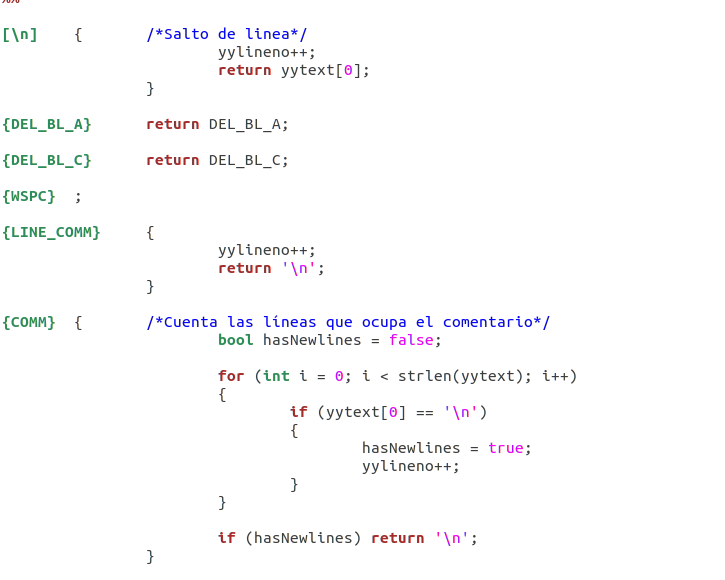 %%
[\n]    {       /*Salto de linea*/
                        yylineno++;
                        return yytext[0];
                }
{DEL_BL_A}      return DEL_BL_A;
{DEL_BL_C}      return DEL_BL_C;
{WSPC}  ;
{LINE_COMM}     {
                        yylineno++;
                        return '\n';
                }
{COMM}  {       /*Cuenta las líneas que ocupa el comentario*/
                        bool hasNewlines = false;
                        for (int i = 0; i < strlen(yytext); i++)
                        {
                                if (yytext[0] == '\n')
                                {
                                        hasNewlines = true;
                                        yylineno++;
                                }
                        }
                        if (hasNewlines) return '\n';
                }